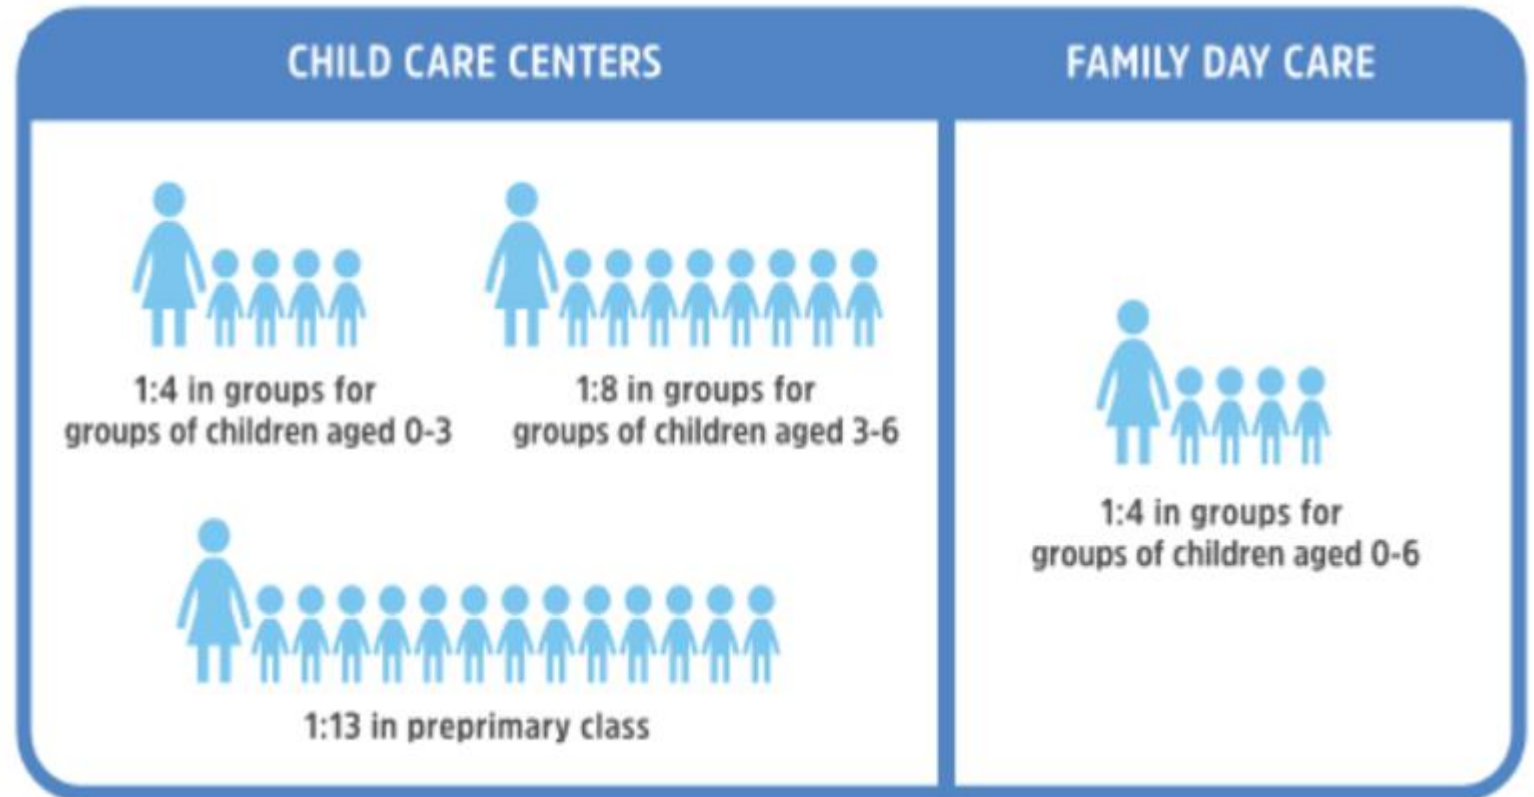 CHILD CARE CENTERS
FAMILY DAY CARE
1:4 in groups for
groups of children aged 0-3
1:8 in groups for
groups of children aged 3-6
1:13 in preprimary class
1:4 in groups for
groups of children aged 0-6